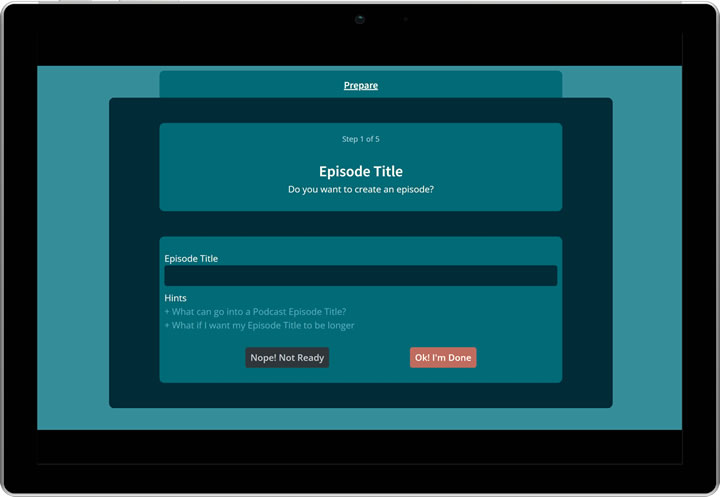 Prepare
Step 1 of 5
Episode Title
Do you want to create an episode?
Episode Title
Hints
+ What can go into a Podcast Episode Title?
+ What if I want my Episode Title to be longer
Nope! Not Ready
Ok! I'm Done